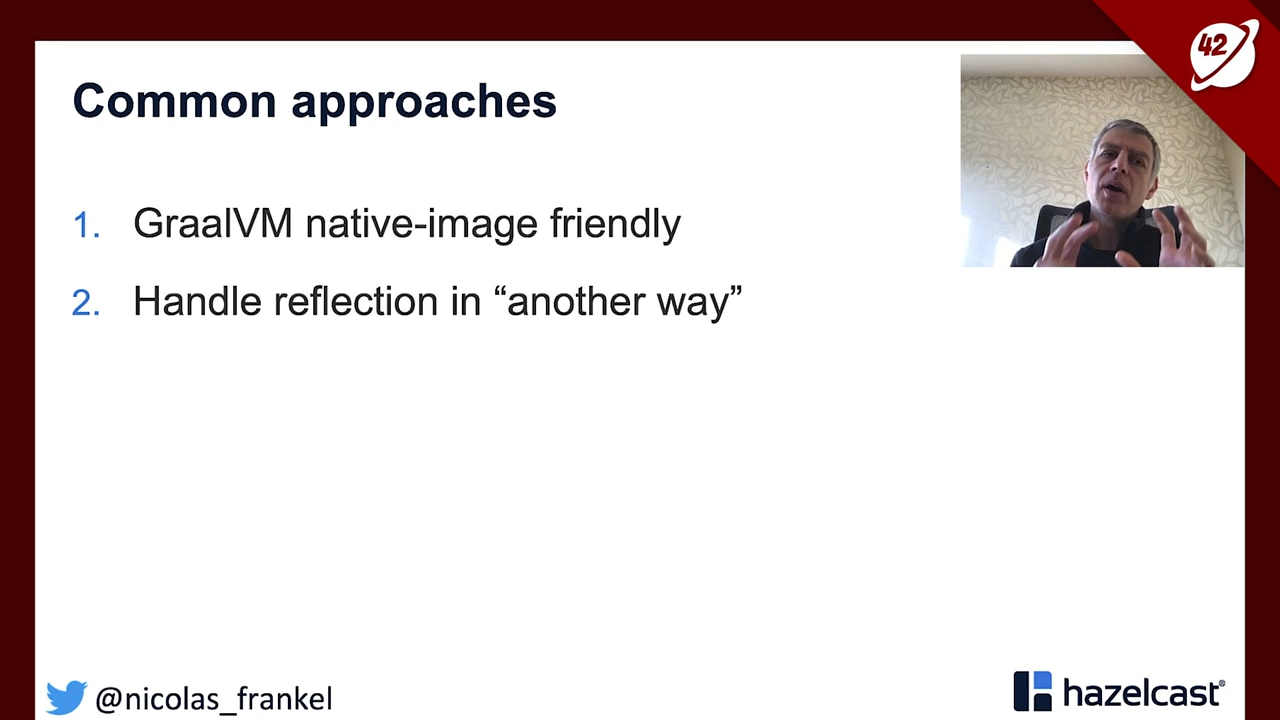 42
Common approaches
1. GraalVM native-image friendly
2. Handle reflection in “another way”
@nicolas_frankel
hazelcast®